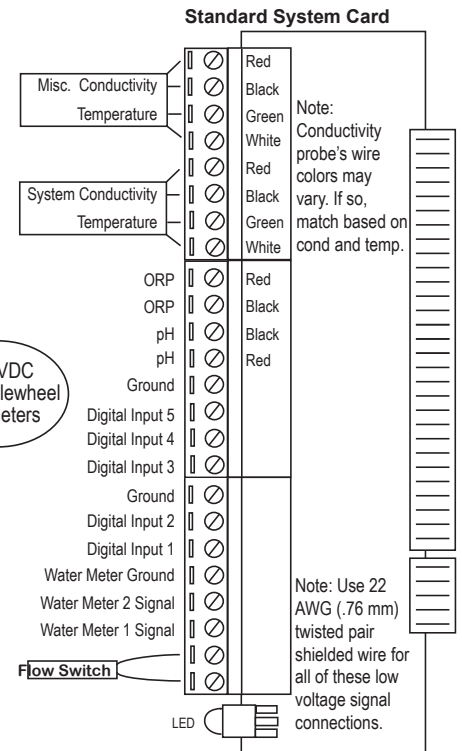 Standard System Card
Misc. Conductivity
Temperature
System Conductivity
Temperature
ORP
ORP
pH
pH
Ground
Digital Input 5
Digital Input 4
Digital Input 3
Ground
Digital Input 2
Digital Input 1
Water Meter Ground
Water Meter 2 Signal
Water Meter 1 Signal
Flow Switch
LED
Red
Black
Green
White
Red
Black
Green
White
Red
Black
Black
Red
Note:
Conductivity
probe's wire
colors may
vary. If so,
match based on
cond and temp.
Note: Use 22
AWG (.76 mm)
twisted pair
shielded wire for
all of these low
voltage signal
connections.
VDC